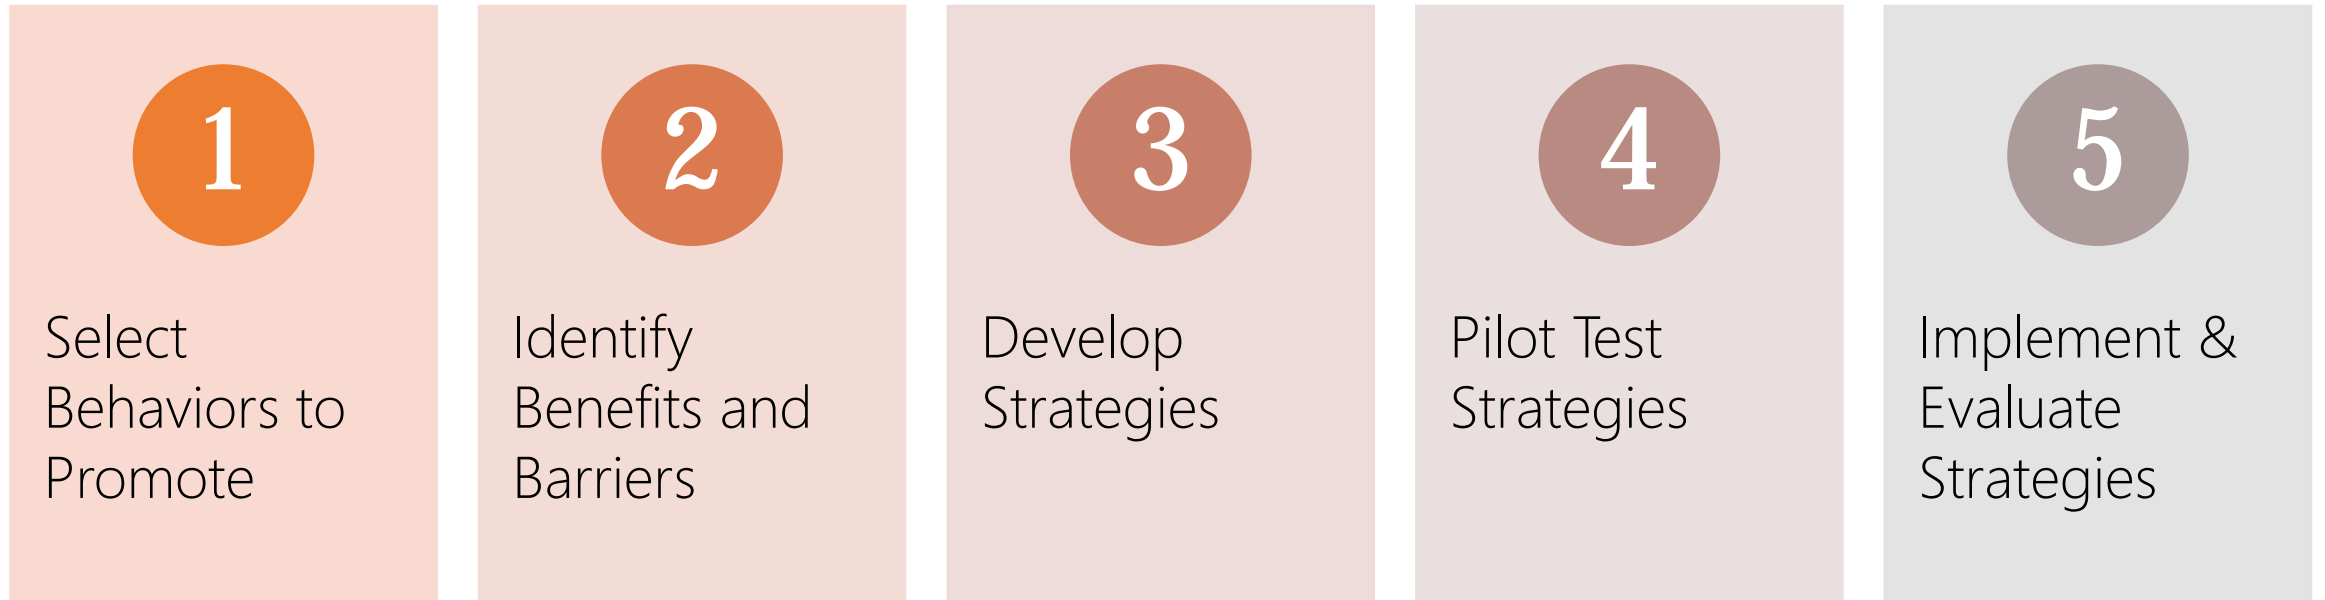 1
Select
Behaviors to
Promote
2
Identify
Benefits and
Barriers
3
Develop
Strategies
4
Pilot Test
Strategies
5
Implement &
Evaluate
Strategies